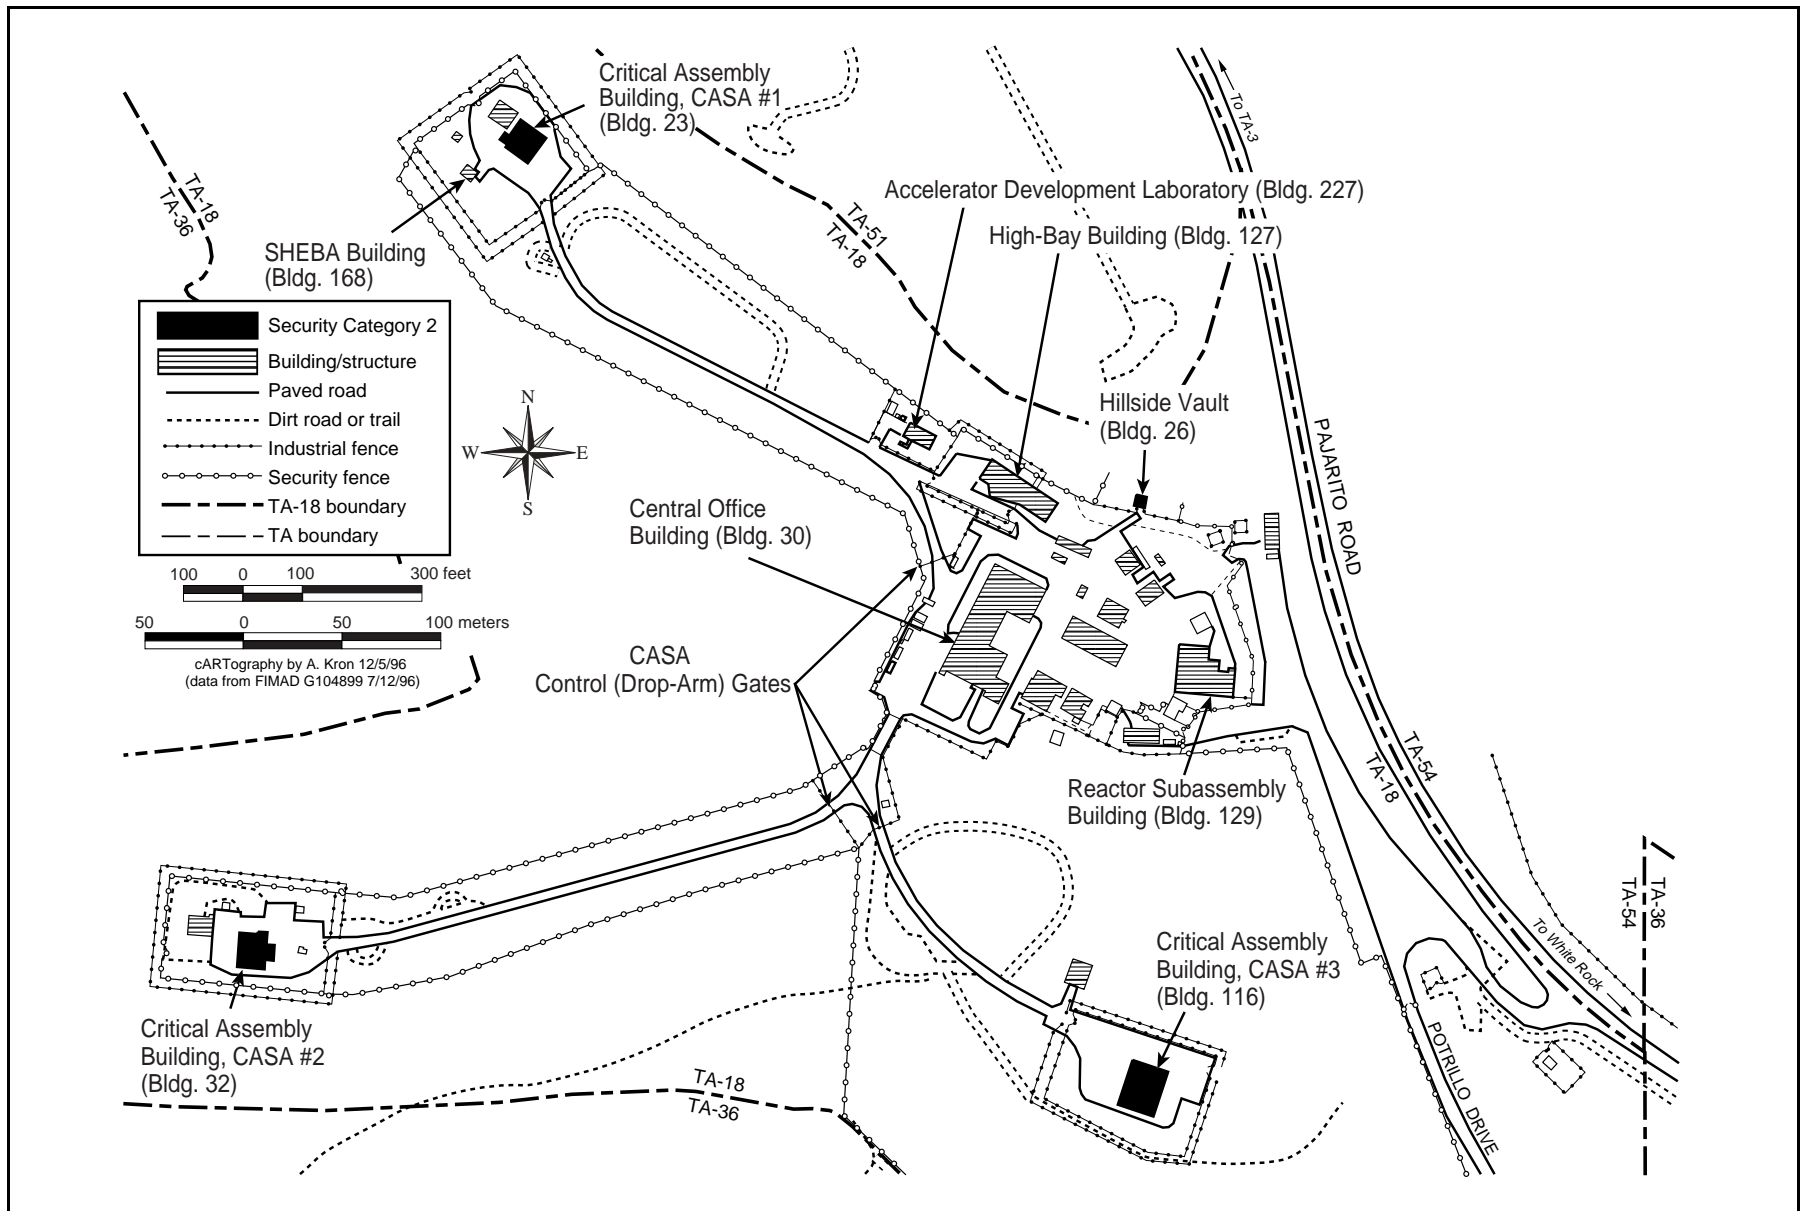 Critical Assembly
Building, CASA #1
(Bldg. 23)
To TA-3
TA-18
TA-36
Accelerator Development Laboratory (Bldg. 227)
TA-51
TA-18
High-Bay Building (Bldg. 127)
SHEBA Building
(Bldg. 168)
Security Category 2
Building/structure
Paved road
Dirt road or trail
Industrial fence
Security fence
TA-18 boundary
TA boundary
N
W
E
S
Hillside Vault
(Bldg. 26)
PAJARITO ROAD
Central Office
Building (Bldg. 30)
100 0 100 300 feet
50 0 50 100 meters
cARTography by A. Kron 12/5/96
(data from FIMAD G104899 7/12/96)
CASA
Control (Drop-Arm) Gates
TA-54
TA-18
Reactor Subassembly
Building (Bldg. 129)
TA-36
TA-54
To White Rock
Critical Assembly
Building, CASA #3
(Bldg. 116)
Critical Assembly
Building, CASA #2
(Bldg. 32)
TA-18
TA-36
POTRILLO DRIVE